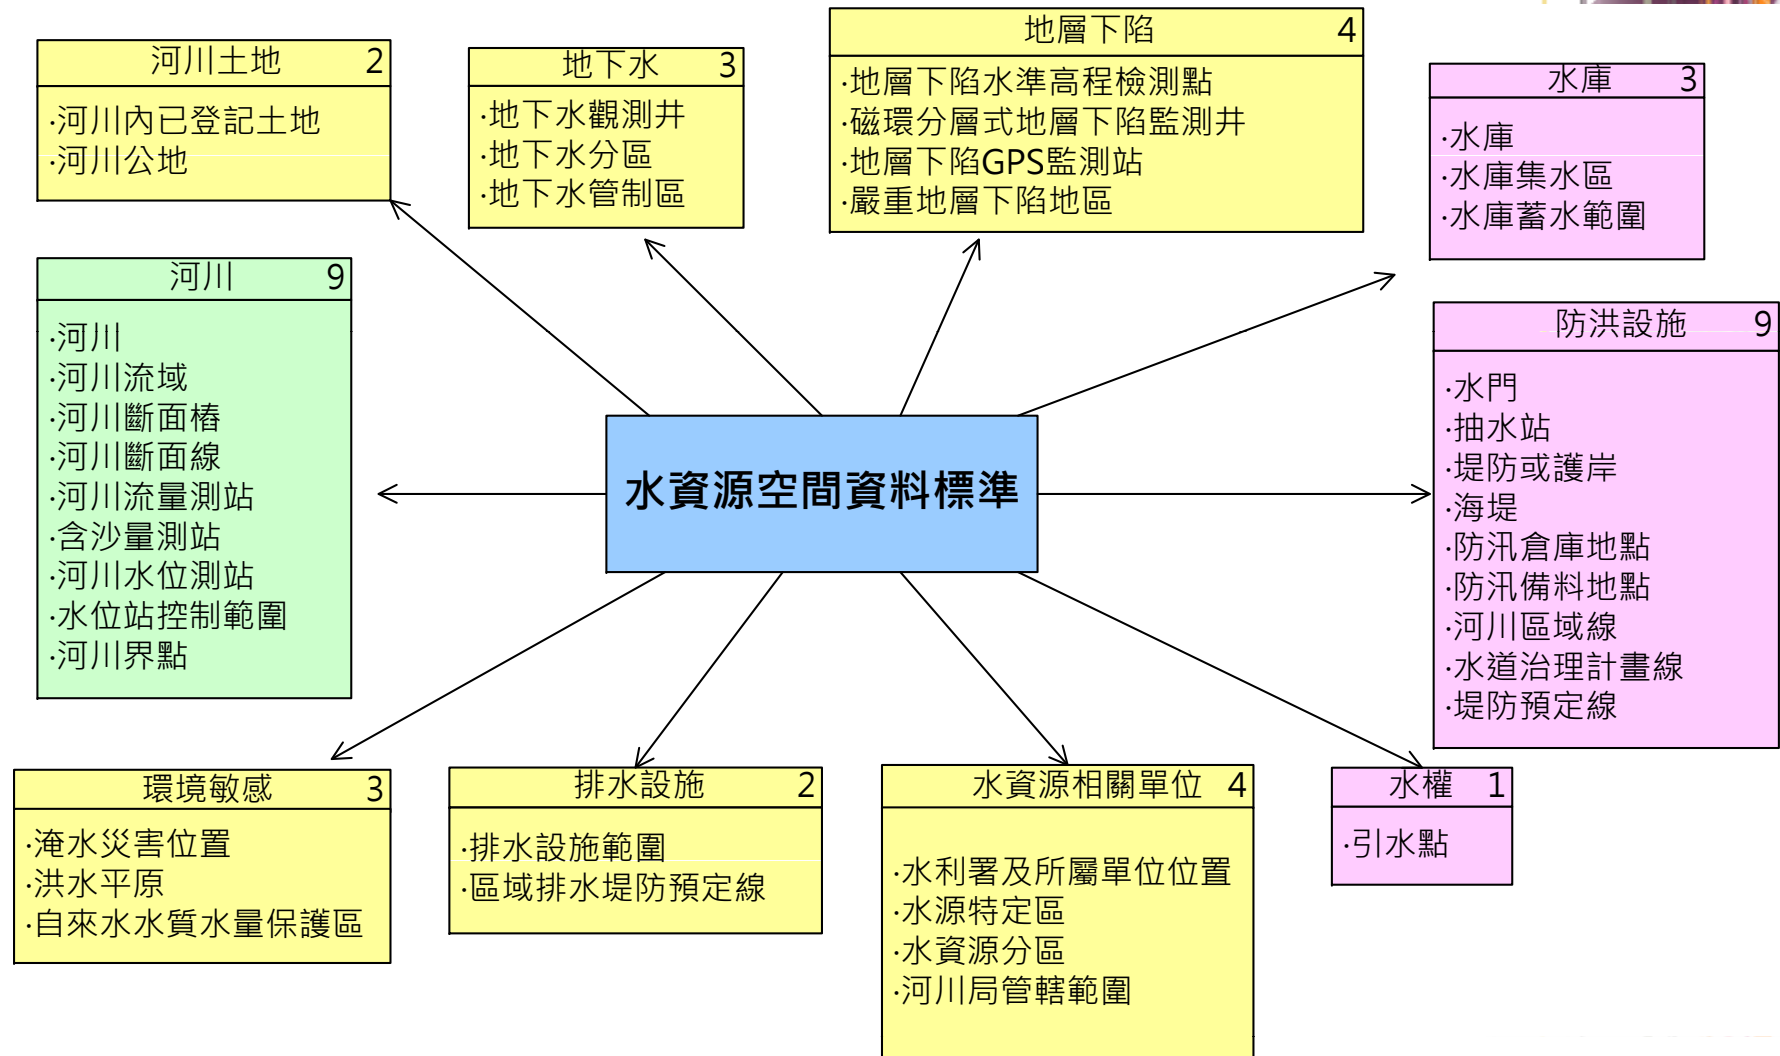 河川土地 2
·河川內已登記土地
·河川公地
地下水 3
·地下水觀測井
·地下水分區
·地下水管制區
地層下陷 4
·地層下陷水準高程檢測點
·磁環分層式地層下陷監測井
·地層下陷GPS監測站
·嚴重地層下陷地區
水庫 3
·水庫
·水庫集水區
·水庫蓄水範圍
河川 9
·河川
·河川流域
·河川斷面樁
·河川斷面線
·河川流量測站
·含沙量測站
·河川水位測站
·水位站控制範圍
·河川界點
水資源空間資料標準
防洪設施 9
·水門
·抽水站
·堤防或護岸
·海堤
·防汛倉庫地點
·防汛備料地點
·河川區域線
·水道治理計畫線
·堤防預定線
環境敏感 3
·淹水災害位置
·洪水平原
·自來水水質水量保護區
排水設施 2
·排水設施範圍
·區域排水堤防預定線
水資源相關單位 4
·水利署及所屬單位位置
·水源特定區
·水資源分區
·河川局管轄範圍
水權 1
·引水點